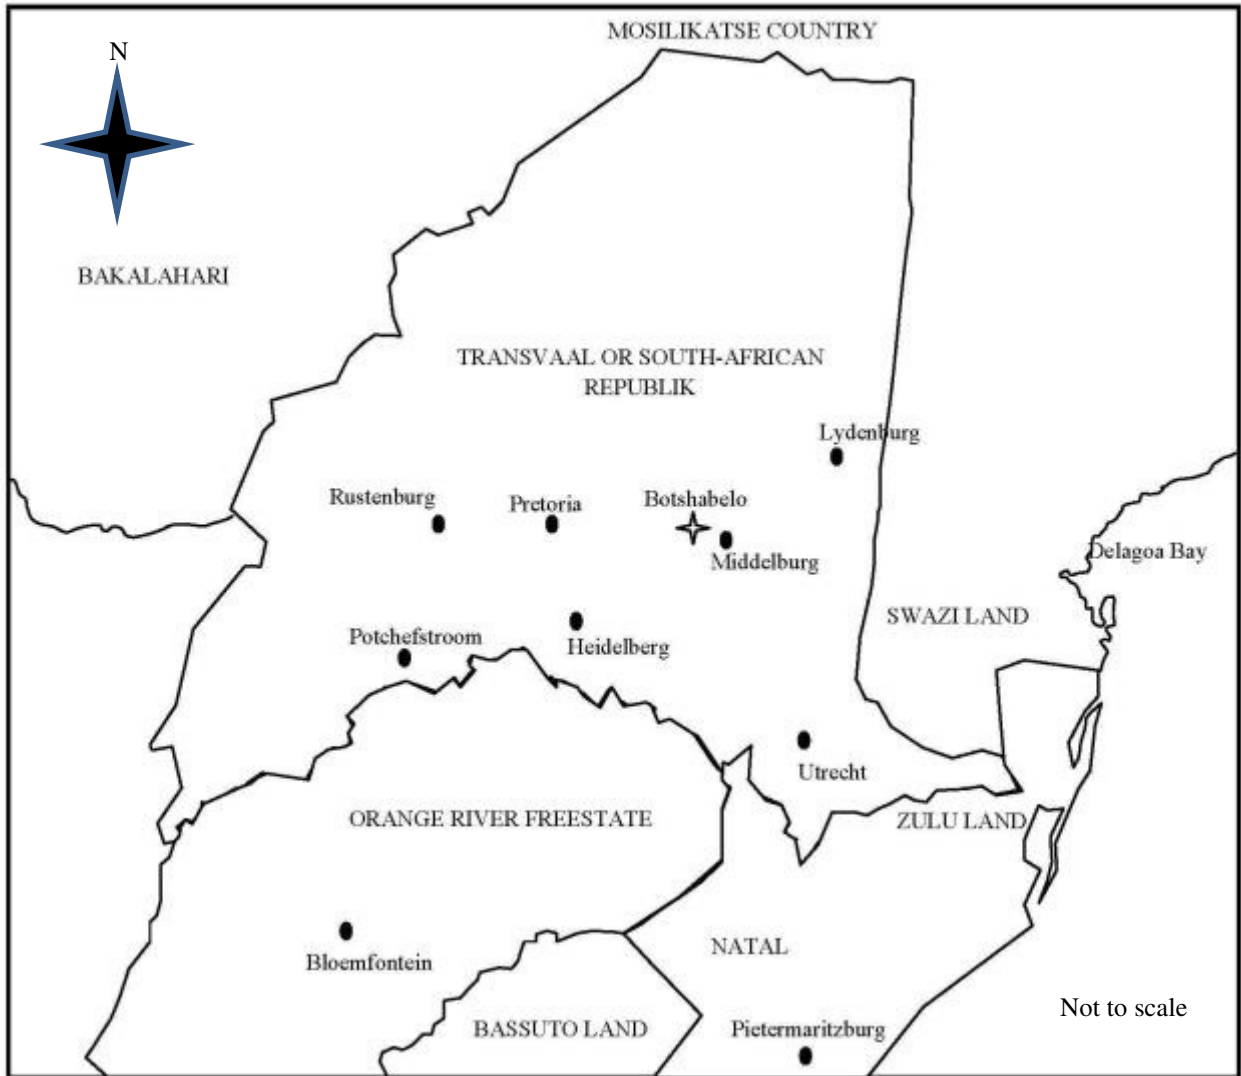 MOSILIKATSE COUNTRY
N
BAKALAHARI
TRANSVAAL OR SOUTH-AFRICAN
REPUBLIK
Lydenburg
Rustenburg
Pretoria
Botshabelo
Middelburg
Delagoa Bay
SWAZI LAND
Potchefstroom
Heidelberg
Utrecht
ORANGE RIVER FREESTATE
ZULU LAND
NATAL
Bloemfontein
Not to scale
BASSUTO LAND
Pietermaritzburg